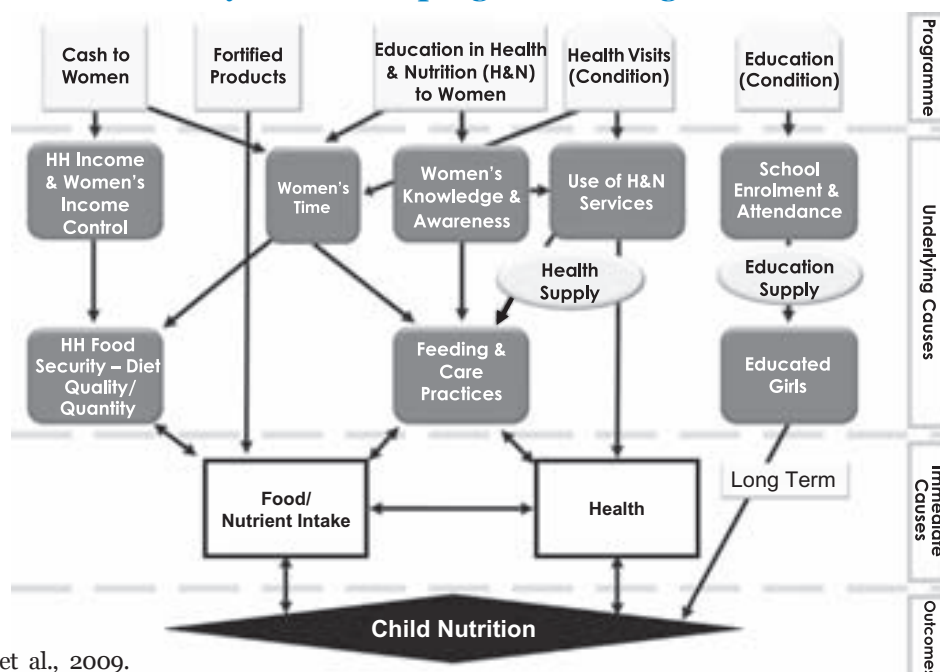 Cash to
Women
Fortified
Products
Education in Health
& Nutrition (H&N)
to Women
Health Visits
(Condition)
Education
(Condition)
Programme
HH Income
& Women's
Income
Control
Women's
Time
Women's
Knowledge &
Awareness
Use of H&N
Services
School
Enrolment &
Attendance
Underlying Causes
Health
Supply
Education
Supply
HH Food
Security – Diet
Quality/
Quantity
Feeding &
Care
Practices
Educated
Girls
Food/
Nutrient Intake
Health
Long Term
Immediate
Causes
Child Nutrition
Outcomes
et al., 2009.